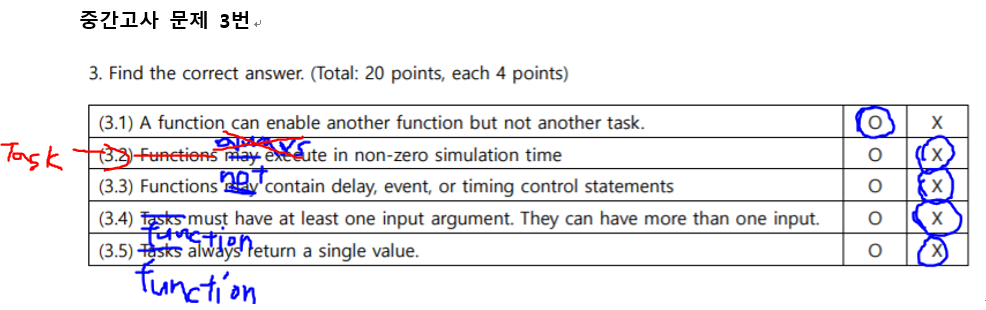 중간고사 문제 3번
3. Find the correct answer. (Total: 20 points, each 4 points)
(3.1) A function can enable another function but not another task. O X
always
Task (3.2) Functions may execute in non-zero simulation time O X
not
(3.3) Functions may contain delay, event, or timing control statements O X
(3.4) Tasks must have at least one input argument. They can have more than one input. O X
function
(3.5) Tasks always return a single value. O X
function